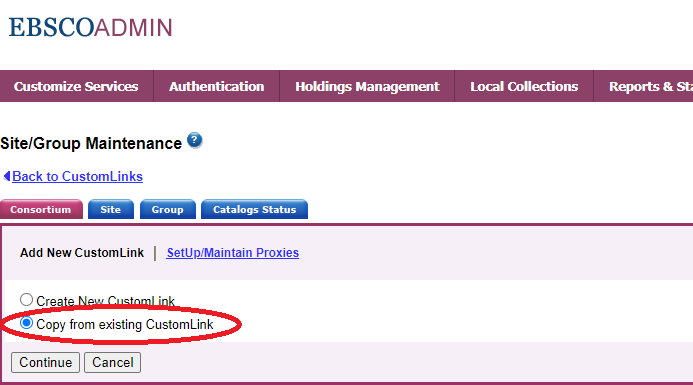 EBSCOADMIN
Customize Services Authentication Holdings Management Local Collections Reports & Sta
Site/Group Maintenance ?
Back to CustomLinks
Consortium Site Group Catalogs Status
Add New CustomLink | SetUp/Maintain Proxies
Create New CustomLink
Copy from existing CustomLink
Continue Cancel